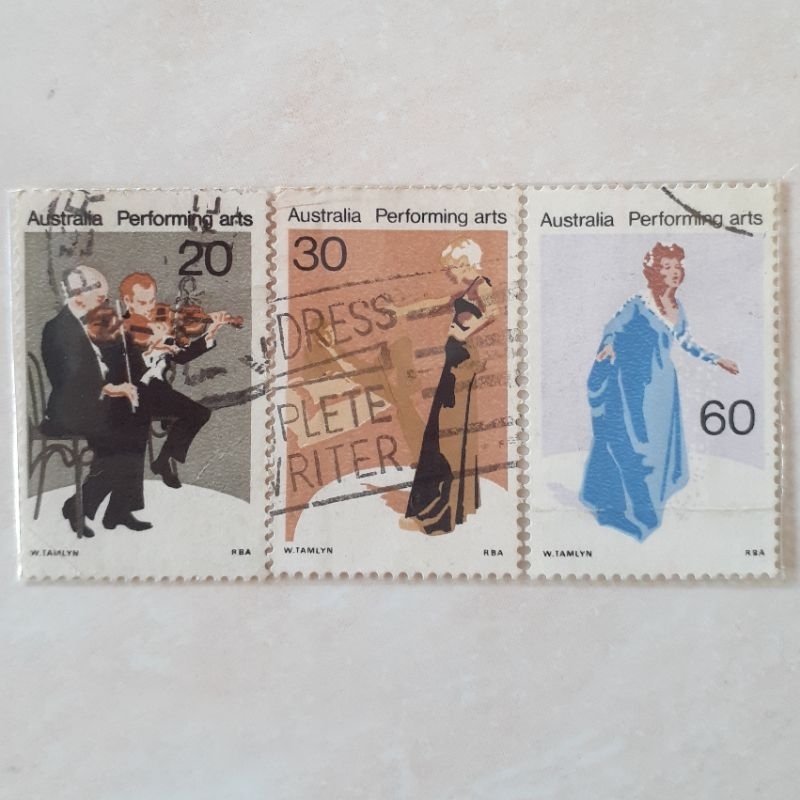 Australia Performing arts
20
W.TAMLYN RBA
Australia Performing arts
30
DRESS
PLETE
RITER
W.TAMLYN RBA
Australia Performing arts
60
W.TAMLYN RBA